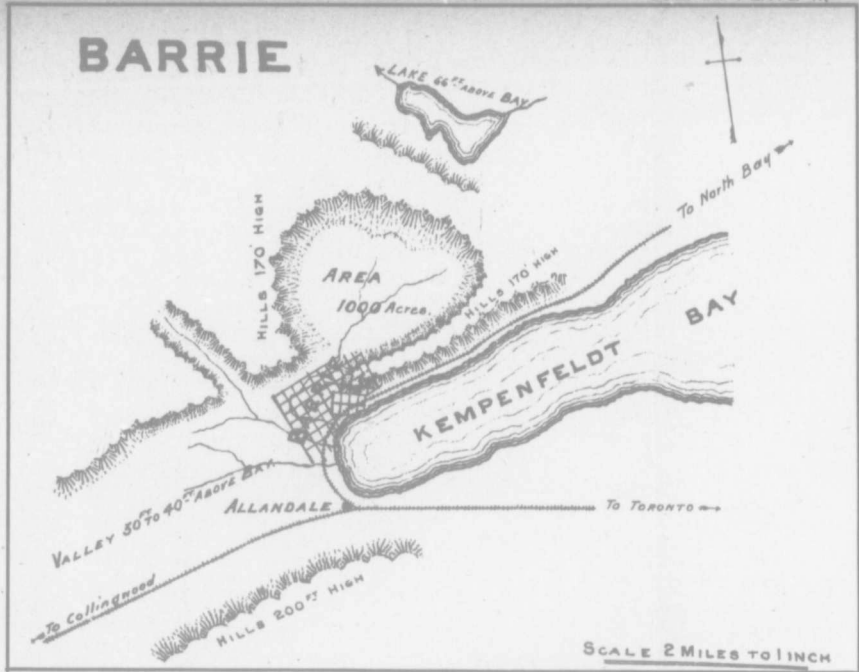 BARRIE
LAKE 66FT ABOVE BAY
To North Bay
HILLS 170' HIGH
AREA
1000 Acres.
HILLS 170' HIGH
KEMPENFELDT BAY
VALLEY 30FT TO 40FT ABOVE BAY.
ALLANDALE
TO TORONTO
To Collingwood
HILLS 200FT HIGH
SCALE 2 MILES TO 1 INCH